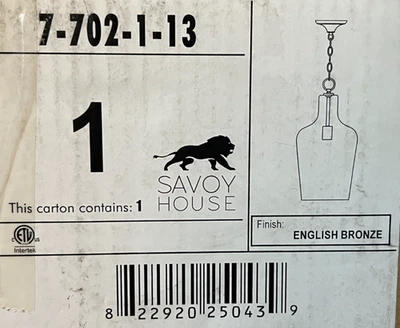 7-702-1-13
1
SAVOY
HOUSE
This carton contains: 1
ETL
Intertek
Finish:
ENGLISH BRONZE
8 22920 25043 9